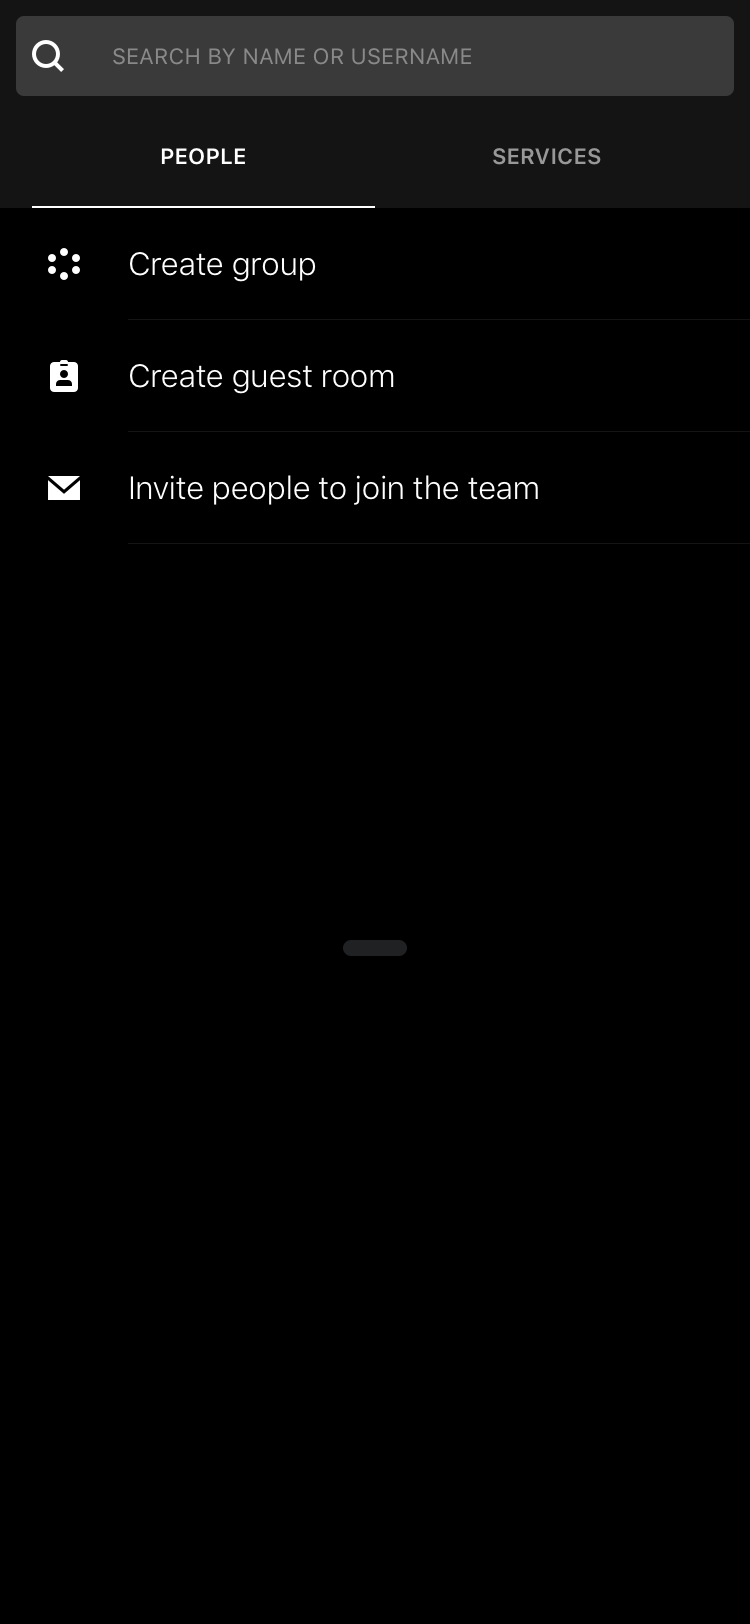 SEARCH BY NAME OR USERNAME
PEOPLE
SERVICES
Create group
Create guest room
Invite people to join the team